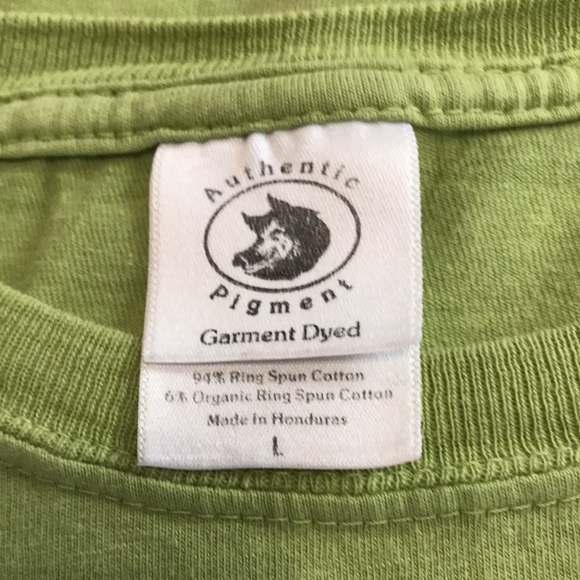 Authentic
Pigment
Garment Dyed
94% Ring Spun Cotton
6% Organic Ring Spun Cotton
Made in Honduras
L